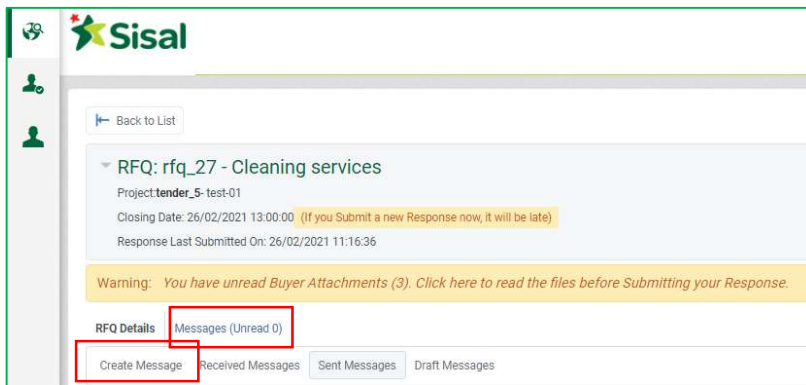 Sisal
Back to List
RFQ: rfq_27 - Cleaning services
Project:tender_5- test-01
Closing Date: 26/02/2021 13:00:00 (If you Submit a new Response now, it will be late)
Response Last Submitted On: 26/02/2021 11:16:36
Warning: You have unread Buyer Attachments (3). Click here to read the files before Submitting your Response.
RFQ Details Messages (Unread 0)
Create Message Received Messages Sent Messages Draft Messages